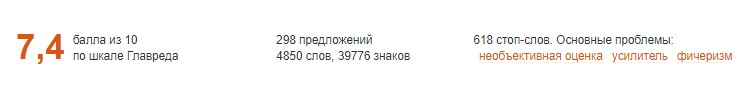 7,4
балла из 10
по шкале Главреда
298 предложений
4850 слов, 39776 знаков
618 стоп-слов. Основные проблемы:
необъективная оценка усилитель фичеризм